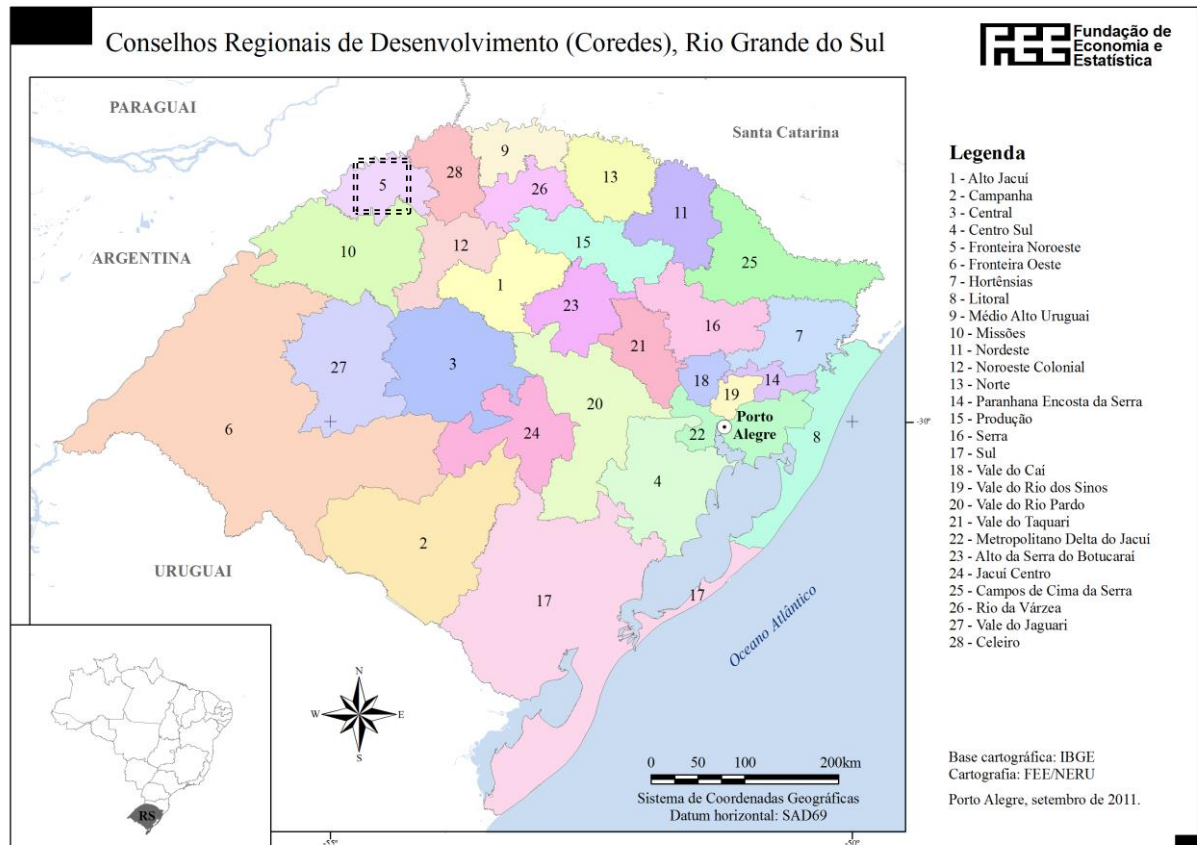 Conselhos Regionais de Desenvolvimento (Coredes), Rio Grande do Sul
FEE Fundação de
Economia e
Estatística
PARAGUAI
Santa Catarina
ARGENTINA
URUGUAI
Oceano Atlântico
Porto
Alegre
5
28
9
26
13
11
25
10
12
15
1
23
16
7
27
3
21
18
14
19
20
6
24
22
8
4
2
17
17
-30°
-55°
-50°
N
W
E
S
RS
0 50 100 200km
Sistema de Coordenadas Geográficas
Datum horizontal: SAD69
Legenda
1 - Alto Jacuí
2 - Campanha
3 - Central
4 - Centro Sul
5 - Fronteira Noroeste
6 - Fronteira Oeste
7 - Hortênsias
8 - Litoral
9 - Médio Alto Uruguai
10 - Missões
11 - Nordeste
12 - Noroeste Colonial
13 - Norte
14 - Paranhana Encosta da Serra
15 - Produção
16 - Serra
17 - Sul
18 - Vale do Caí
19 - Vale do Rio dos Sinos
20 - Vale do Rio Pardo
21 - Vale do Taquari
22 - Metropolitano Delta do Jacuí
23 - Alto da Serra do Botucaraí
24 - Jacuí Centro
25 - Campos de Cima da Serra
26 - Rio da Várzea
27 - Vale do Jaguari
28 - Celeiro
Base cartográfica: IBGE
Cartografia: FEE/NERU
Porto Alegre, setembro de 2011.